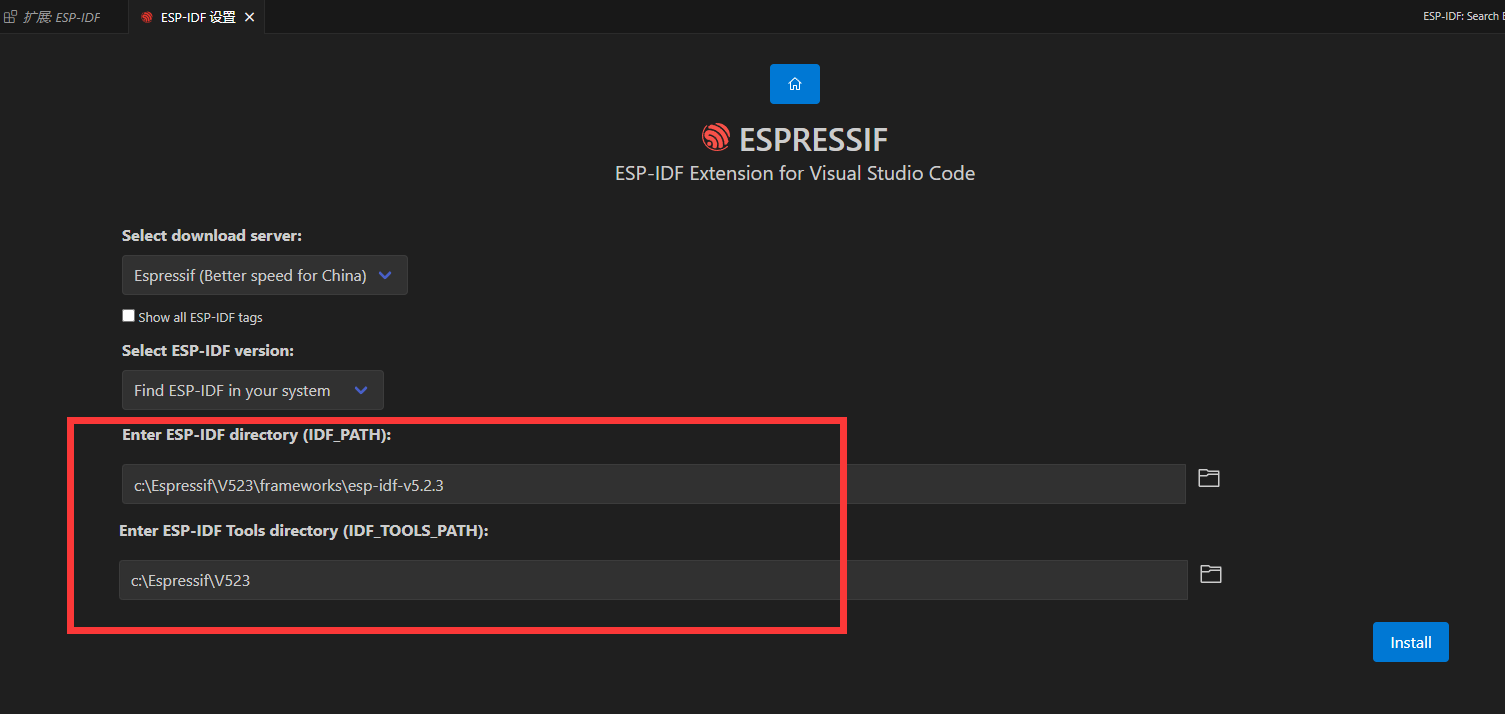 扩展: ESP-IDF
ESP-IDF 设置
ESP-IDF: Search
ESPRESSIF
ESP-IDF Extension for Visual Studio Code
Select download server:
Espressif (Better speed for China)
Show all ESP-IDF tags
Select ESP-IDF version:
Find ESP-IDF in your system
Enter ESP-IDF directory (IDF_PATH):
c:\Espressif\V523\frameworks\esp-idf-v5.2.3
Enter ESP-IDF Tools directory (IDF_TOOLS_PATH):
c:\Espressif\V523
Install